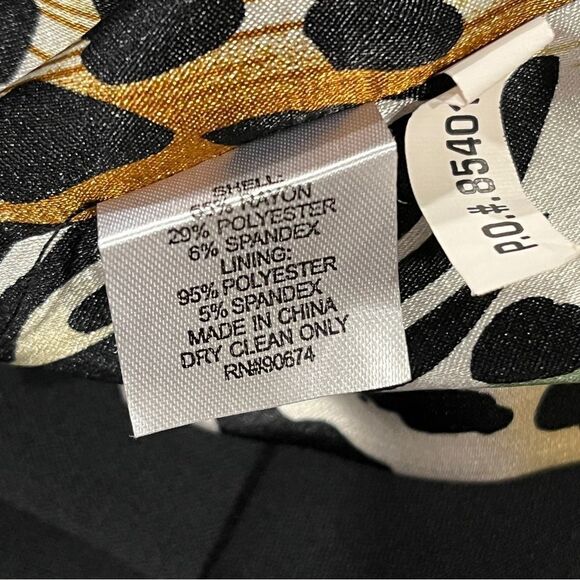 SHELL:
65% RAYON
29% POLYESTER
6% SPANDEX
LINING:
95% POLYESTER
5% SPANDEX
MADE IN CHINA
DRY CLEAN ONLY
RN#90674
P.O.#: 8540